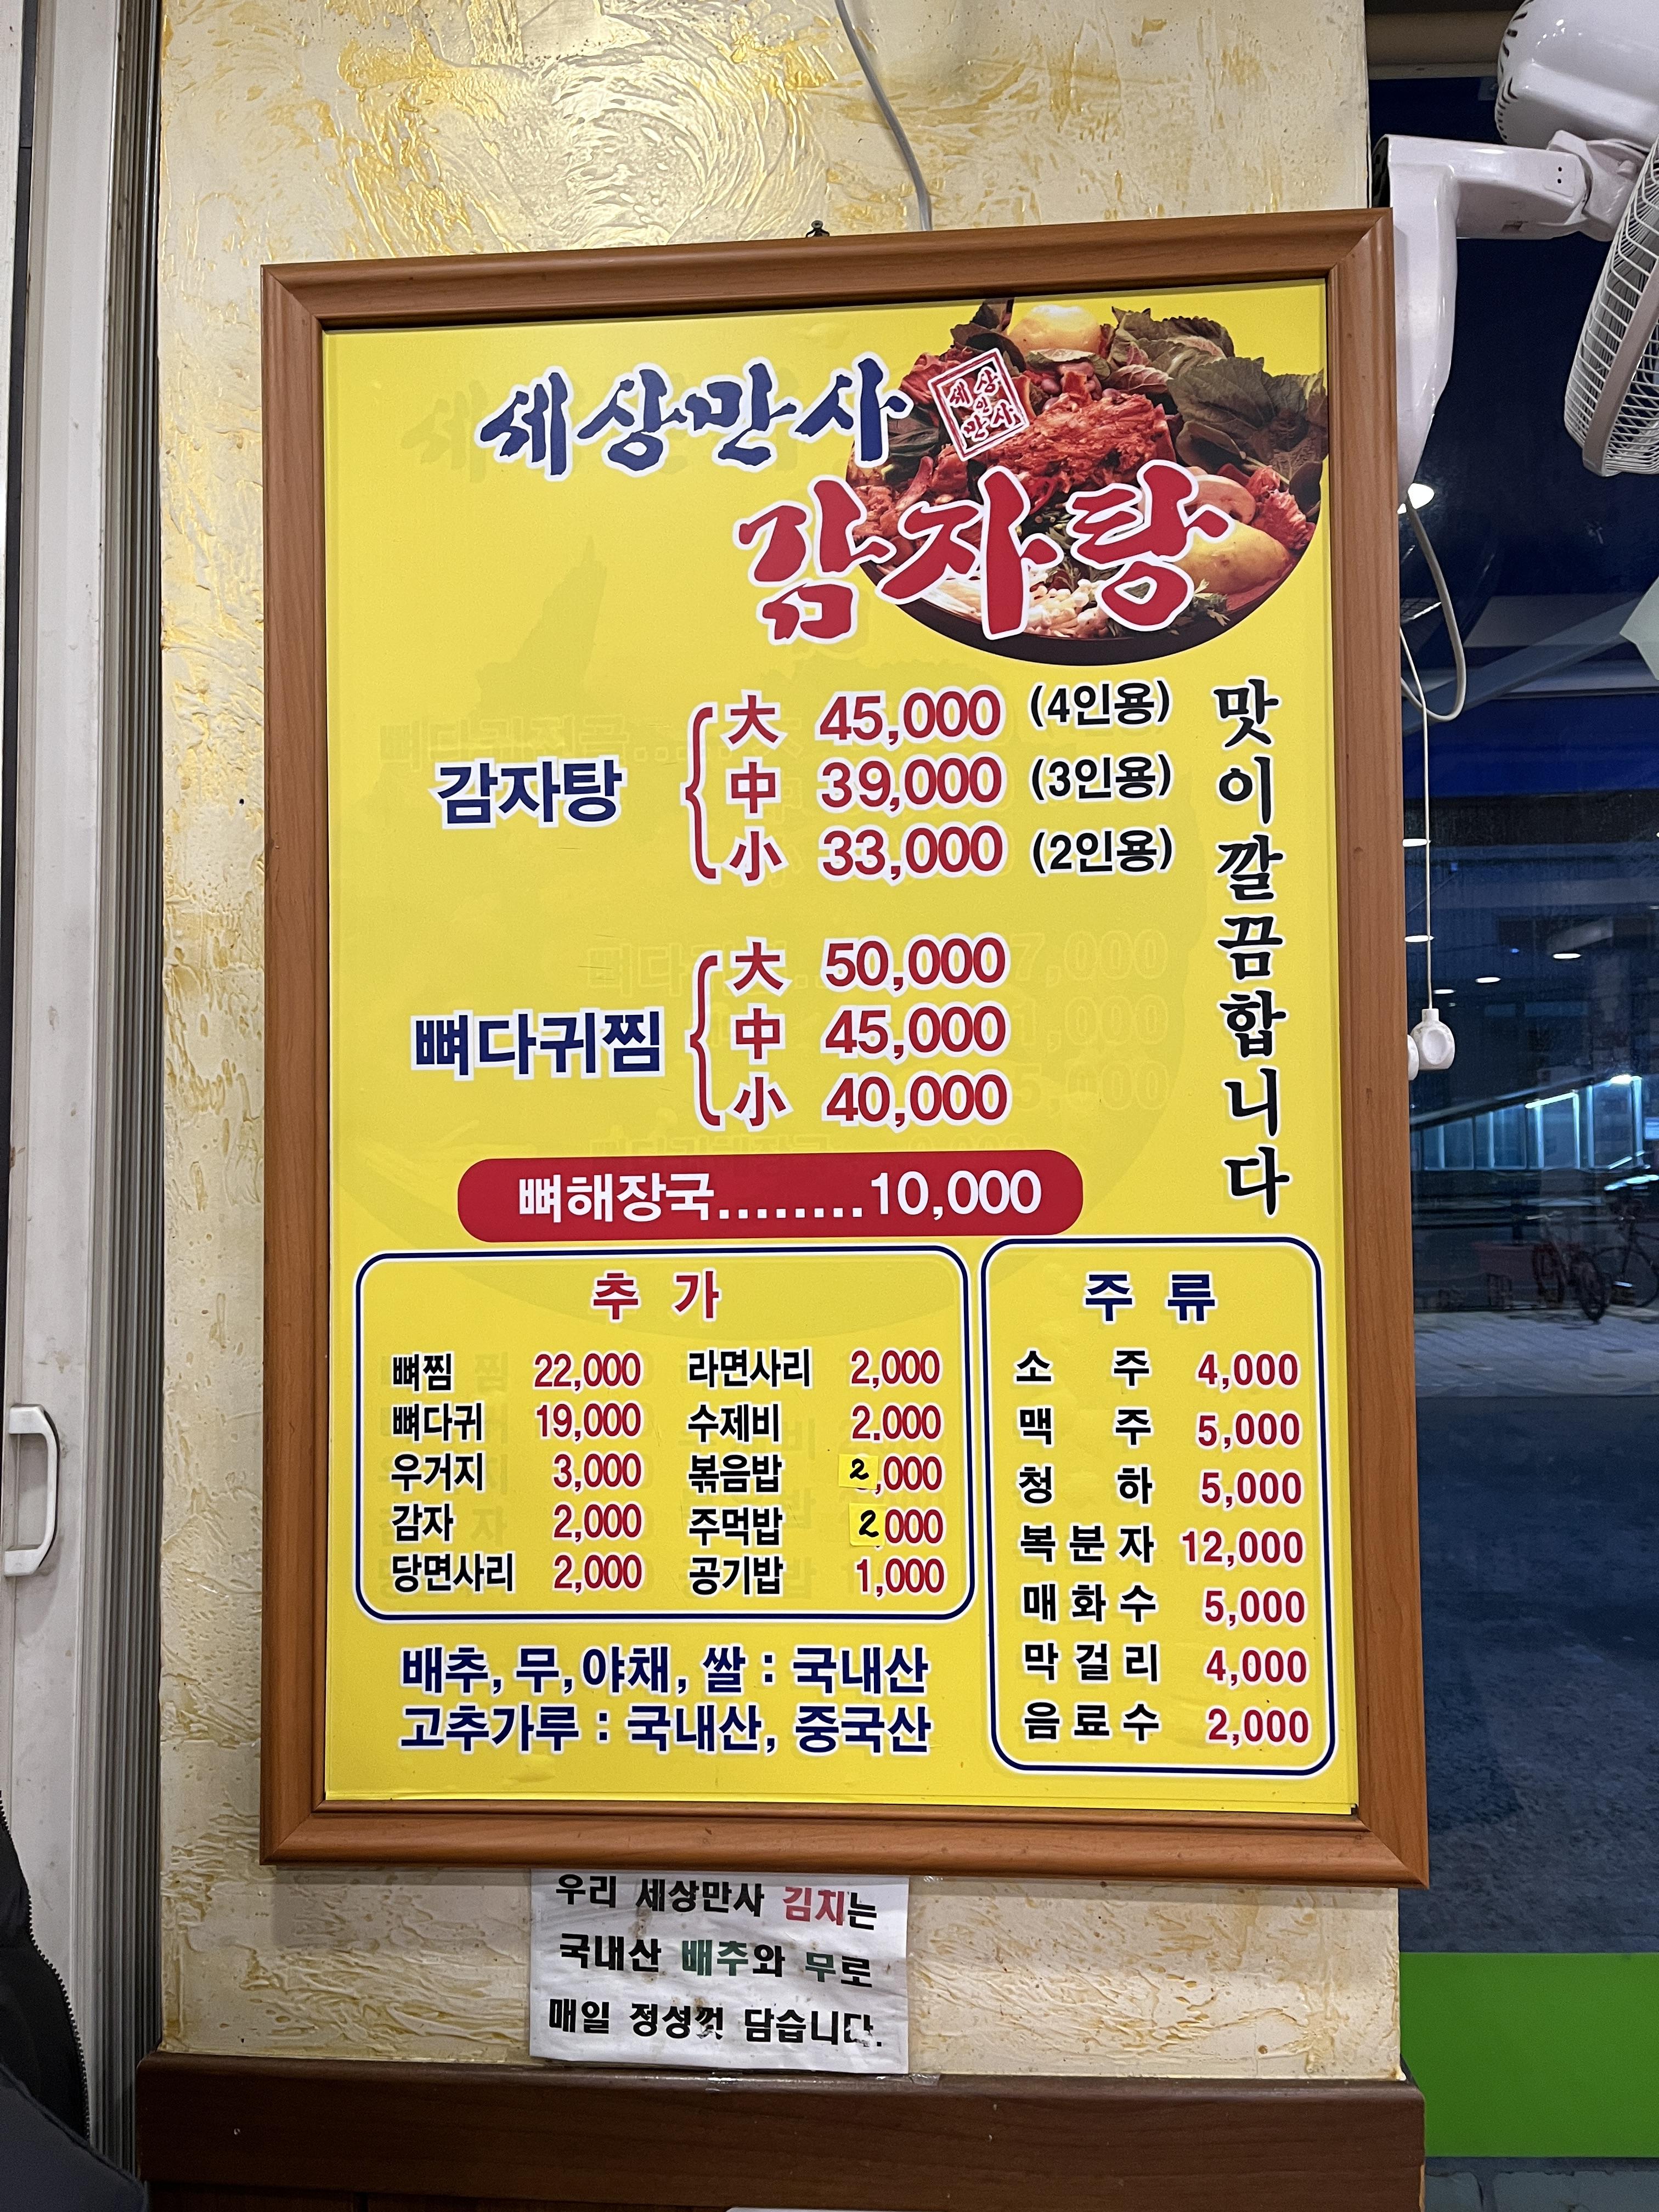 세상만사
세상만사
감자탕
감자탕
大 45,000 (4인용)
中 39,000 (3인용)
小 33,000 (2인용)
뼈다귀찜
大 50,000
中 45,000
小 40,000
맛이깔끔합니다
뼈해장국........10,000
추 가
뼈찜 22,000 라면사리 2,000
뼈다귀 19,000 수제비 2.000
우거지 3,000 볶음밥 2,000
감자 2,000 주먹밥 2,000
당면사리 2,000 공기밥 1,000
주 류
소 주 4,000
맥 주 5,000
청 하 5,000
복분자 12,000
매화수 5,000
막걸리 4,000
음료수 2,000
배추, 무, 야채, 쌀 : 국내산
고추가루 : 국내산, 중국산
우리 세상만사 김치는
국내산 배추와 무로
매일 정성껏 담습니다.